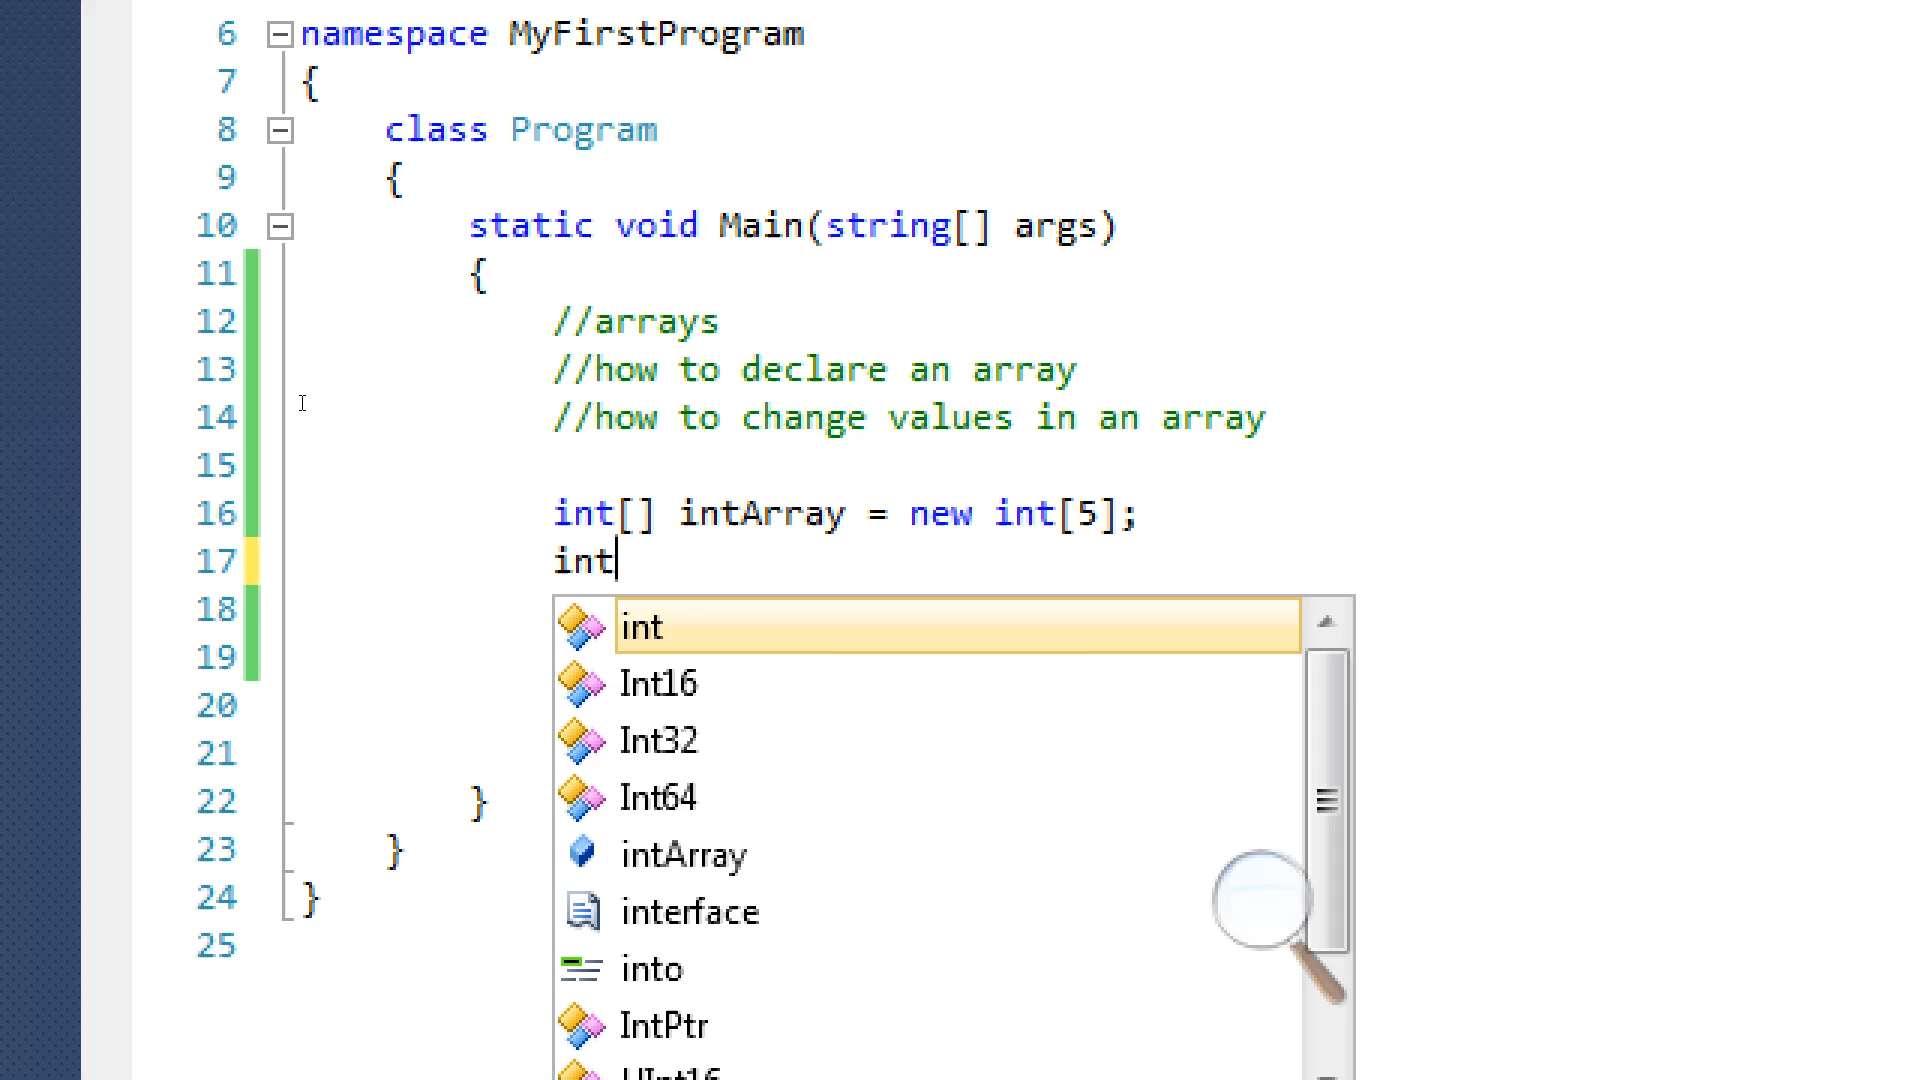 6 namespace MyFirstProgram
7 {
8 class Program
9 {
10 static void Main(string[] args)
11 {
12 //arrays
13 //how to declare an array
14 //how to change values in an array
15
16 int[] intArray = new int[5];
17 int
18
19
20
21
22 }
23 }
24 }
25
int
Int16
Int32
Int64
intArray
interface
into
IntPtr
UInt16